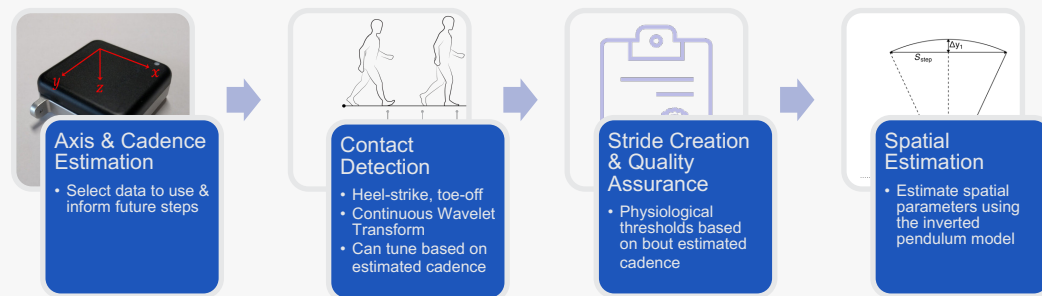 y
x
z
Axis & Cadence
Estimation
• Select data to use &
inform future steps
Contact
Detection
• Heel-strike, toe-off
• Continuous Wavelet
Transform
• Can tune based on
estimated cadence
Stride Creation
& Quality
Assurance
• Physiological
thresholds based
on bout estimated
cadence
Δy₁
Sstep
Spatial
Estimation
• Estimate spatial
parameters using
the inverted
pendulum model